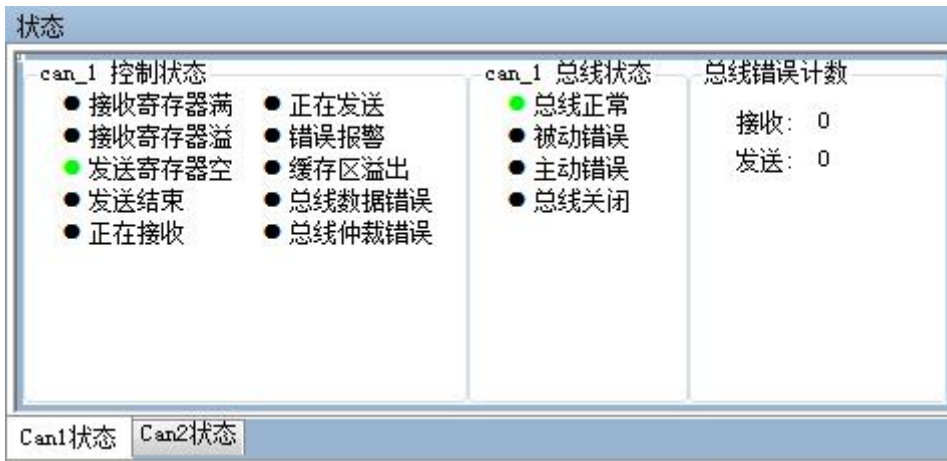 状态
can_1 控制状态
接收寄存器满
接收寄存器溢
发送寄存器空
发送结束
正在接收
正在发送
错误报警
缓存区溢出
总线数据错误
总线仲裁错误
can_1 总线状态
总线正常
被动错误
主动错误
总线关闭
总线错误计数
接收: 0
发送: 0
Can1状态
Can2状态